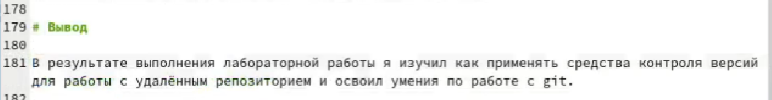 178
179 # Вывод
180
181 В результате выполнения лабораторной работы я изучил как применять средства контроля версий
для работы с удалённым репозиторием и освоил умения по работе с git.
182